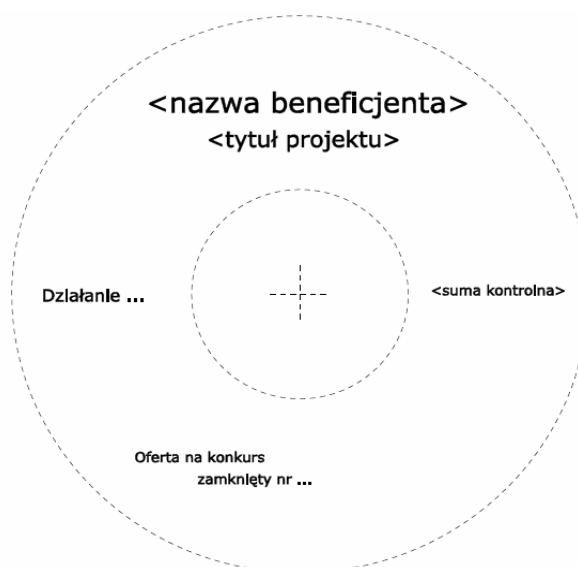 <nazwa beneficjenta>
<tytuł projektu>
Działanie ...
<suma kontrolna>
Oferta na konkurs
zamknięty nr ...